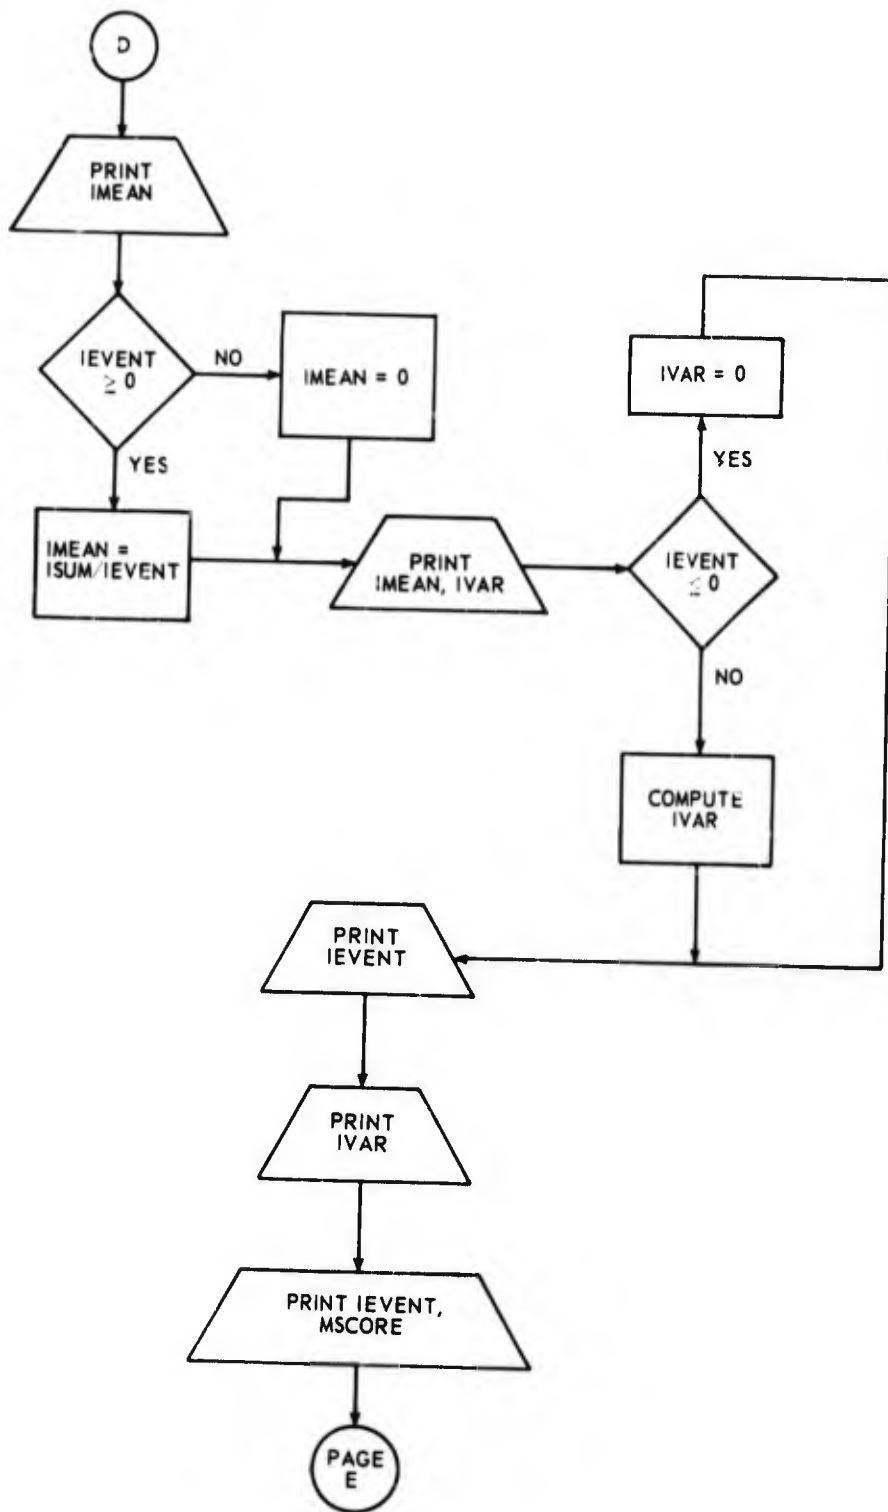 D
PRINT
IMEAN
IEVENT
≥ 0
NO
YES
IMEAN = 0
IMEAN =
ISUM/IEVENT
PRINT
IMEAN, IVAR
IVAR = 0
YES
IEVENT
≤ 0
NO
COMPUTE
IVAR
PRINT
IEVENT
PRINT
IVAR
PRINT IEVENT,
MSCORE
PAGE
E